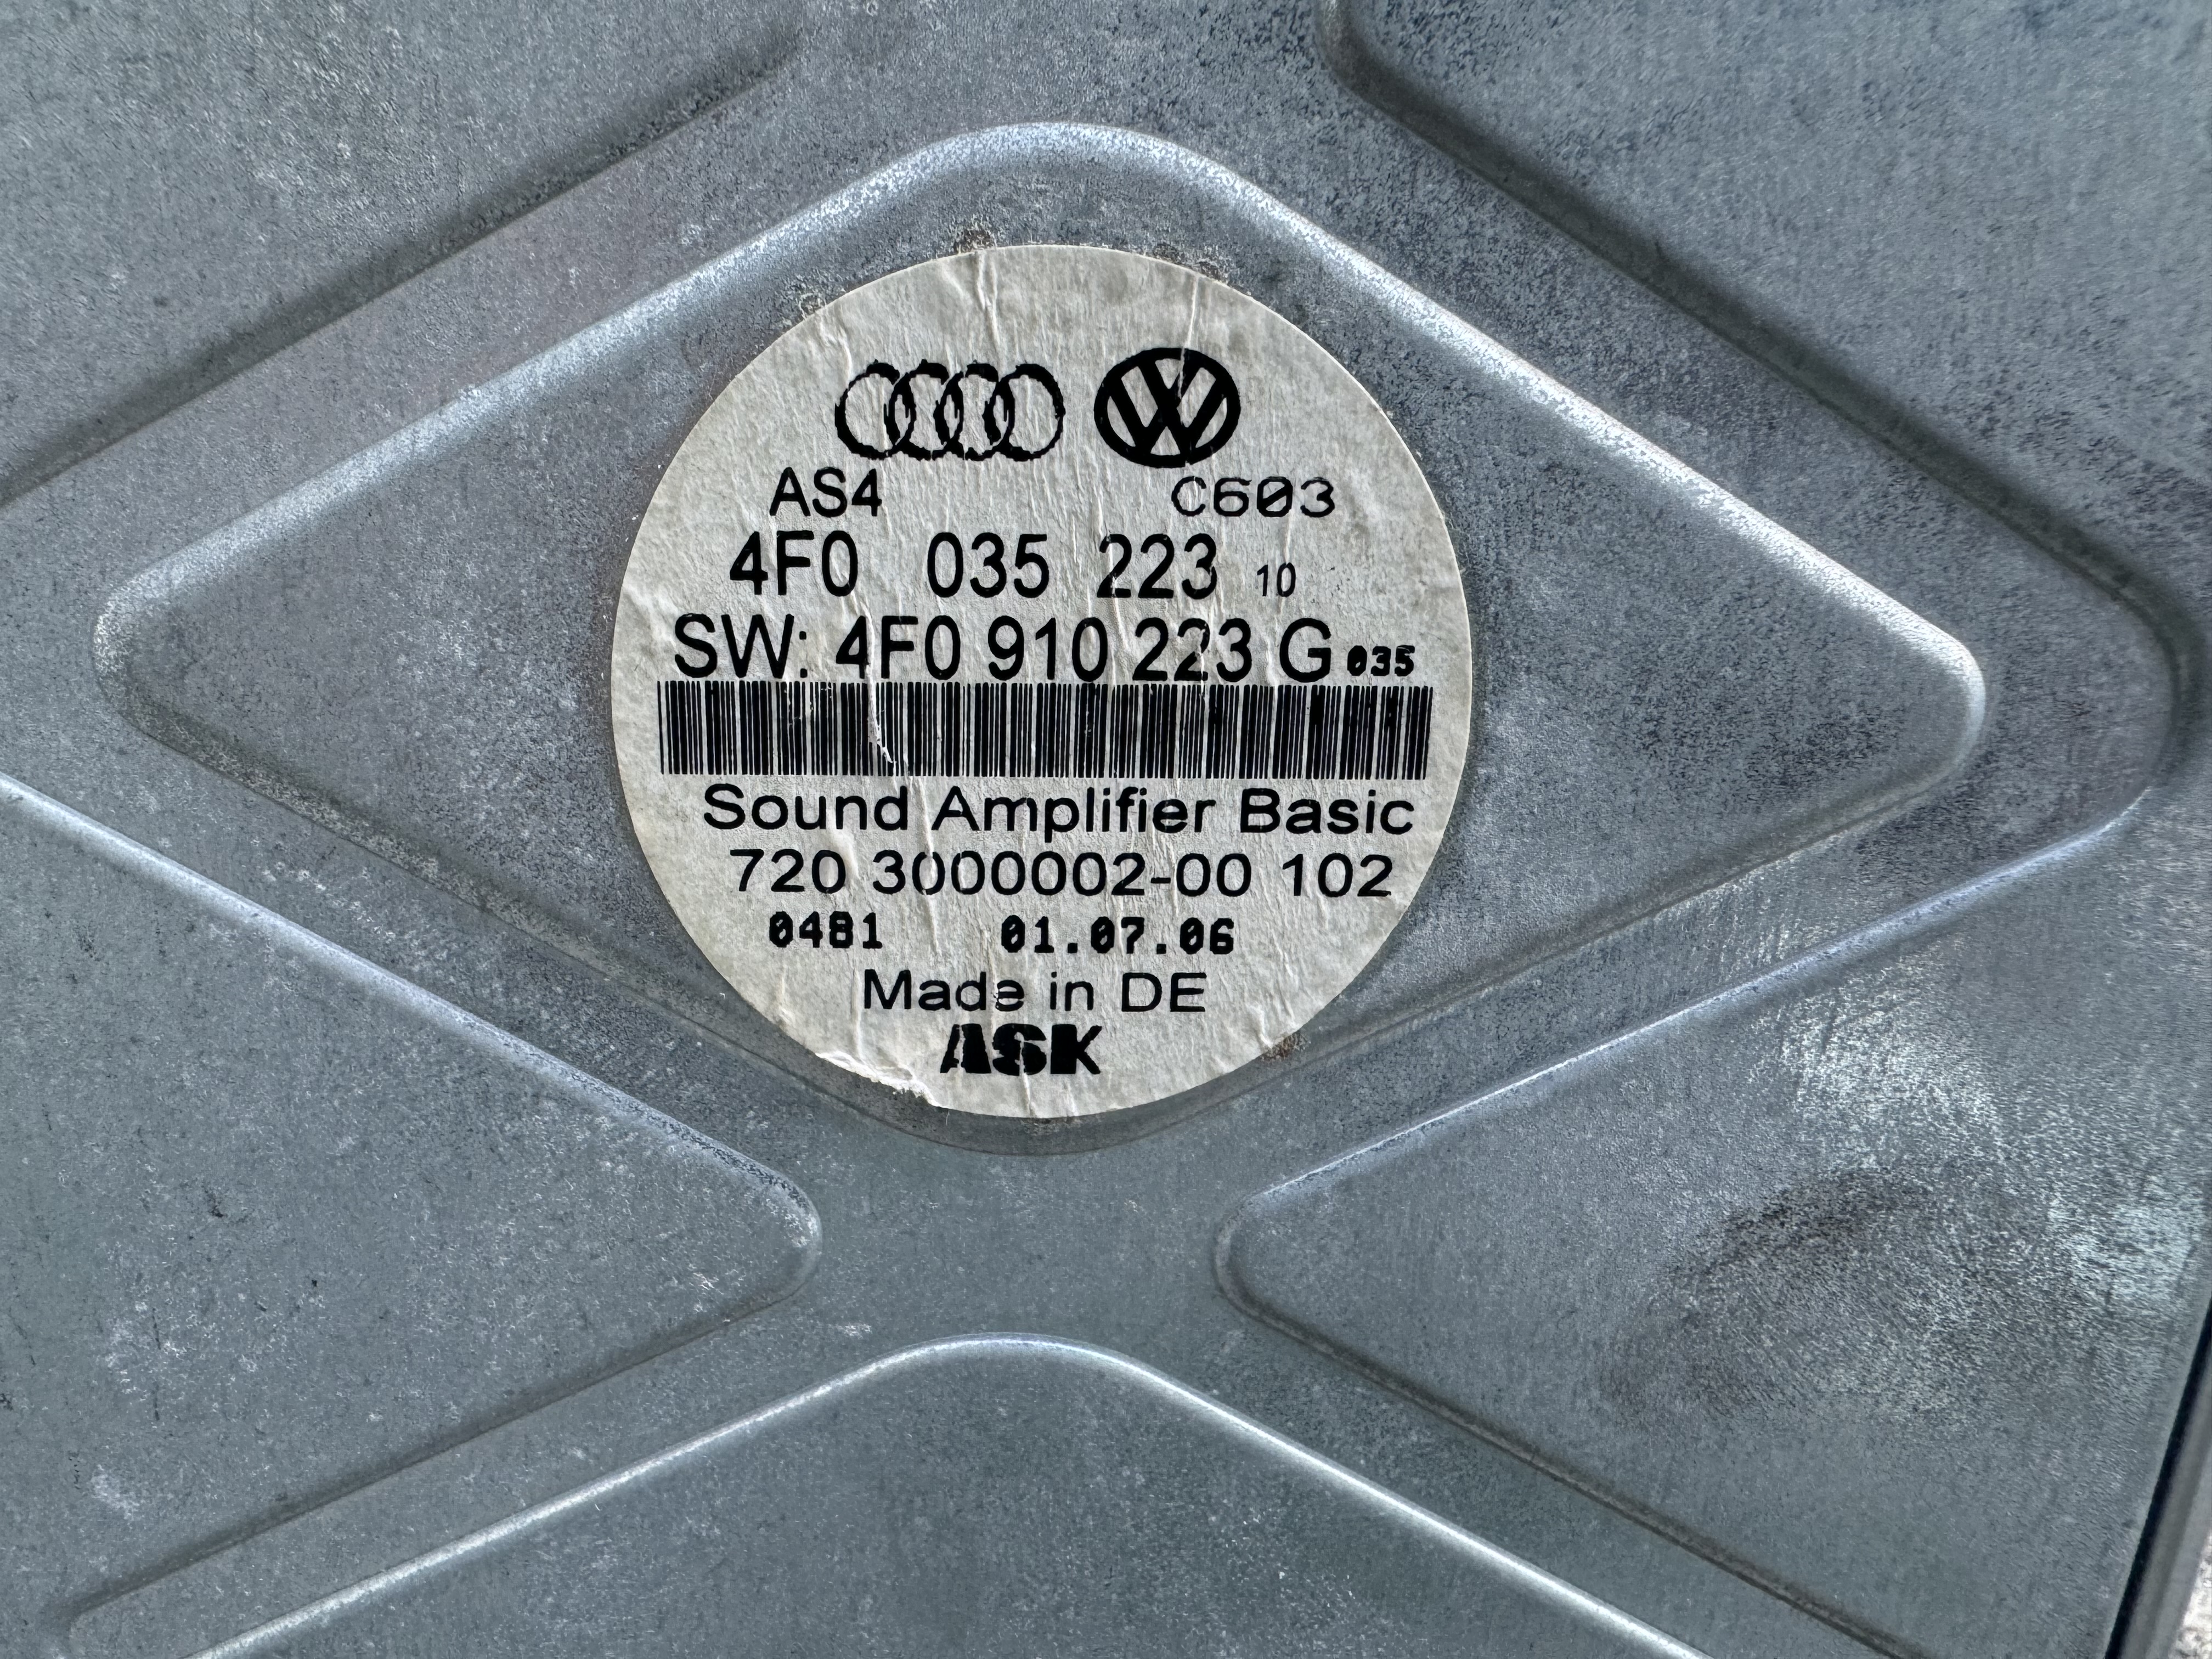 AS4 C603
4F0 035 223 10
SW: 4F0 910 223 G 035
Sound Amplifier Basic
720 3000002-00 102
0481 01.07.06
Made in DE
ASK